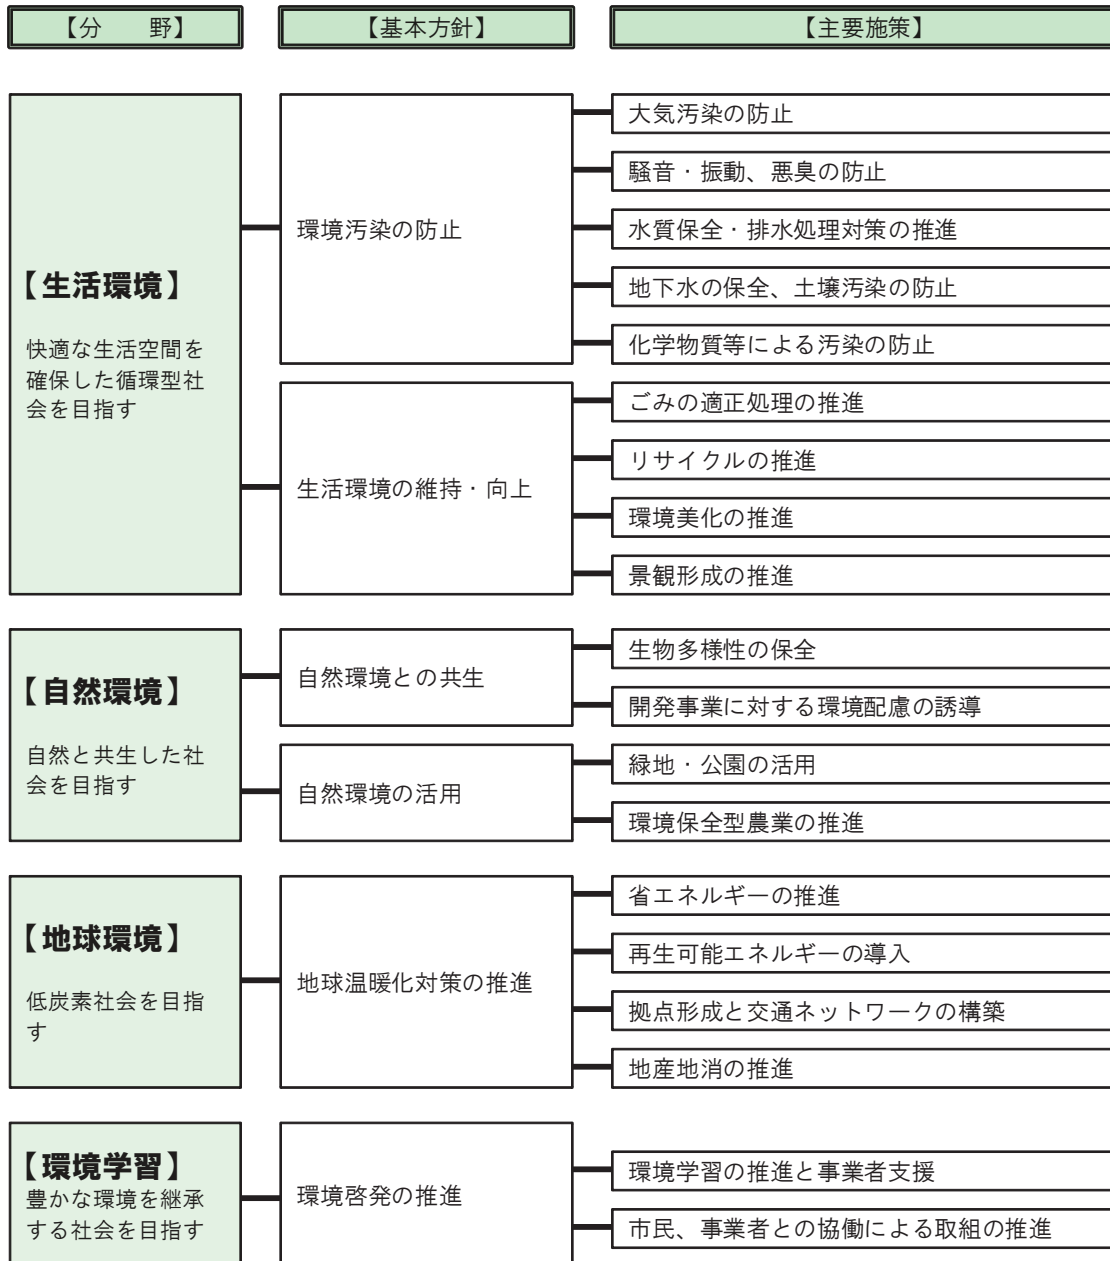 【分　野】
【基本方針】
【主要施策】
【生活環境】
快適な生活空間を
確保した循環型社
会を目指す
環境汚染の防止
大気汚染の防止
騒音・振動、悪臭の防止
水質保全・排水処理対策の推進
地下水の保全、土壌汚染の防止
化学物質等による汚染の防止
生活環境の維持・向上
ごみの適正処理の推進
リサイクルの推進
環境美化の推進
景観形成の推進
【自然環境】
自然と共生した社
会を目指す
自然環境との共生
生物多様性の保全
開発事業に対する環境配慮の誘導
自然環境の活用
緑地・公園の活用
環境保全型農業の推進
【地球環境】
低炭素社会を目指
す
地球温暖化対策の推進
省エネルギーの推進
再生可能エネルギーの導入
拠点形成と交通ネットワークの構築
地産地消の推進
【環境学習】
豊かな環境を継承
する社会を目指す
環境啓発の推進
環境学習の推進と事業者支援
市民、事業者との協働による取組の推進